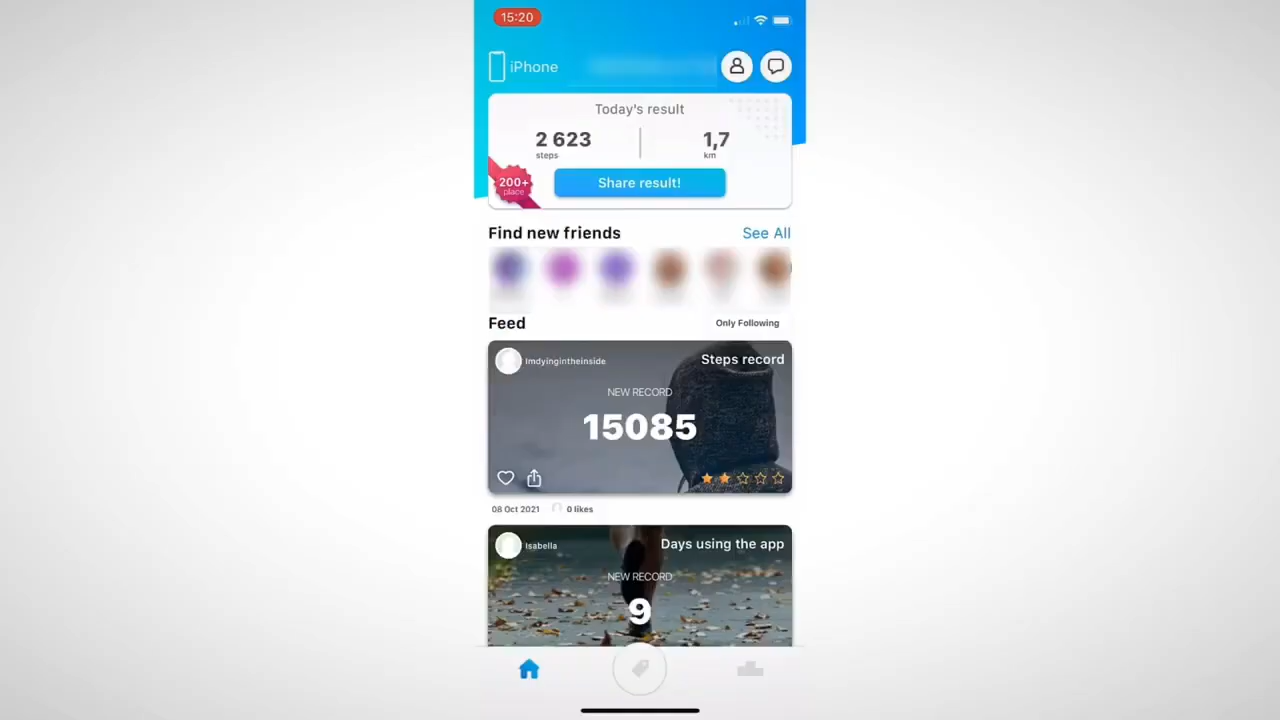 15:20
iPhone
Today's result
2 623
1,7
steps
km
200+
place
Share result!
Find new friends
See All
Feed
Only Following
Imdyingintheinside
Steps record
NEW RECORD
15085
08 Oct 2021
0 likes
Isabella
Days using the app
NEW RECORD
9